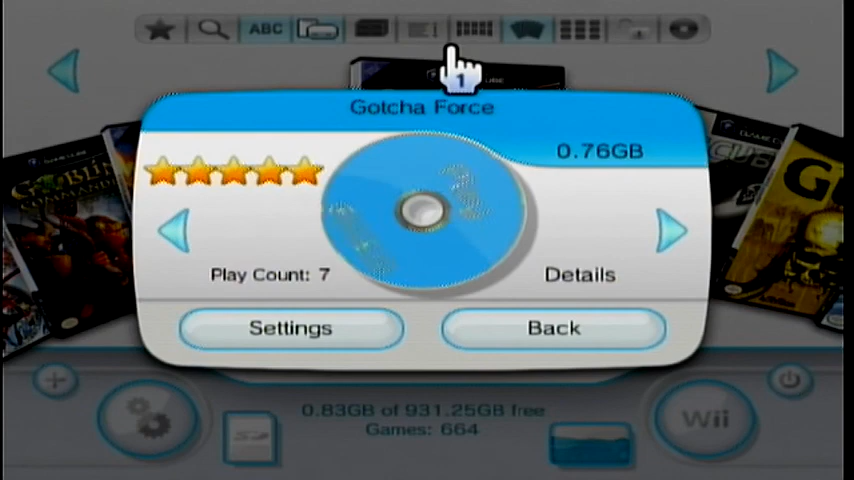 ABC
1
Gotcha Force
0.76GB
Play Count: 7
Details
Settings
Back
0.83GB of 931.25GB free
Games: 664
Wii